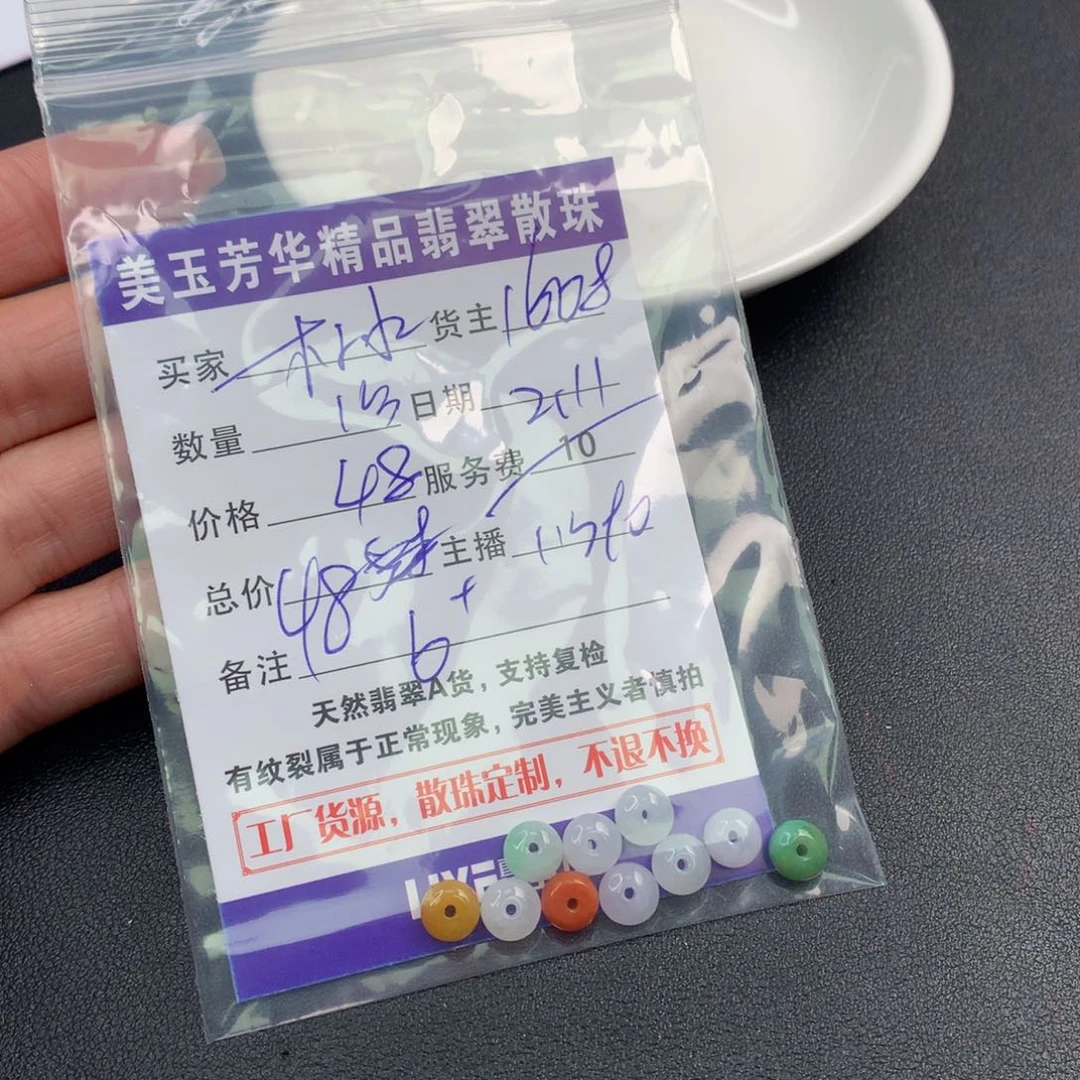 美玉芳华精品翡翠散珠
买家 木水 货主 1608
数量 日期 2.11
价格 48 服务费 10
总价 48 主播
备注 + 6
天然翡翠A货，支持复检
有纹裂属于正常现象，完美主义者慎拍
工厂货源，散珠定制，不退不换